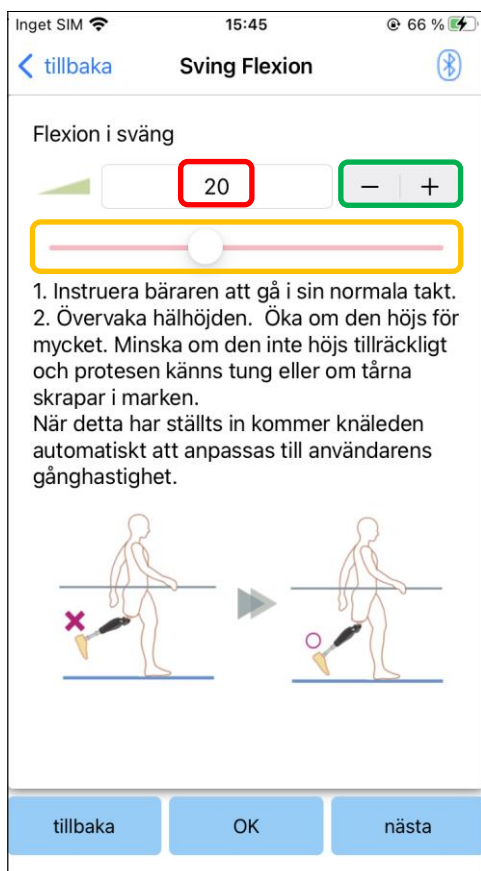 Inget SIM 15:45 66 %
tillbaka Sving Flexion
Flexion i sväng
20 − +
1. Instruera bäraren att gå i sin normala takt.
2. Övervaka hälhöjden.  Öka om den höjs för
mycket. Minska om den inte höjs tillräckligt
och protesen känns tung eller om tårna
skrapar i marken.
När detta har ställts in kommer knäleden
automatiskt att anpassas till användarens
gånghastighet.
tillbaka OK nästa